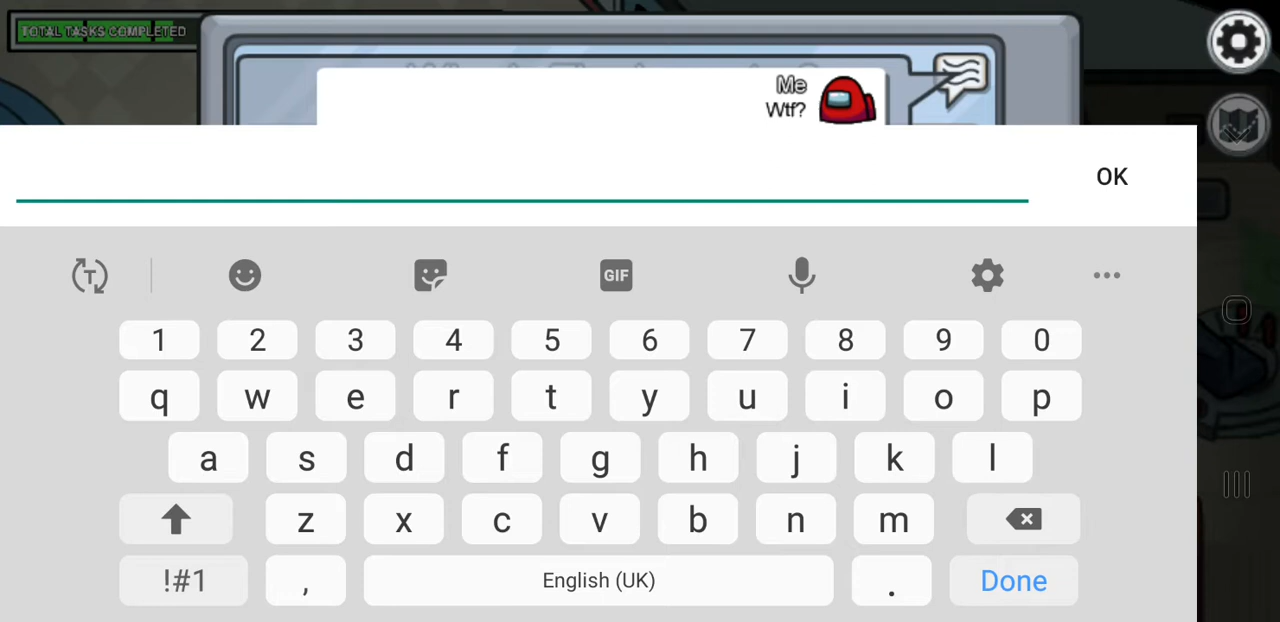 TOTAL TASKS COMPLETED
Me
Wtf?
OK
T
GIF
1 2 3 4 5 6 7 8 9 0
q w e r t y u i o p
a s d f g h j k l
z x c v b n m
!#1 , English (UK) . Done